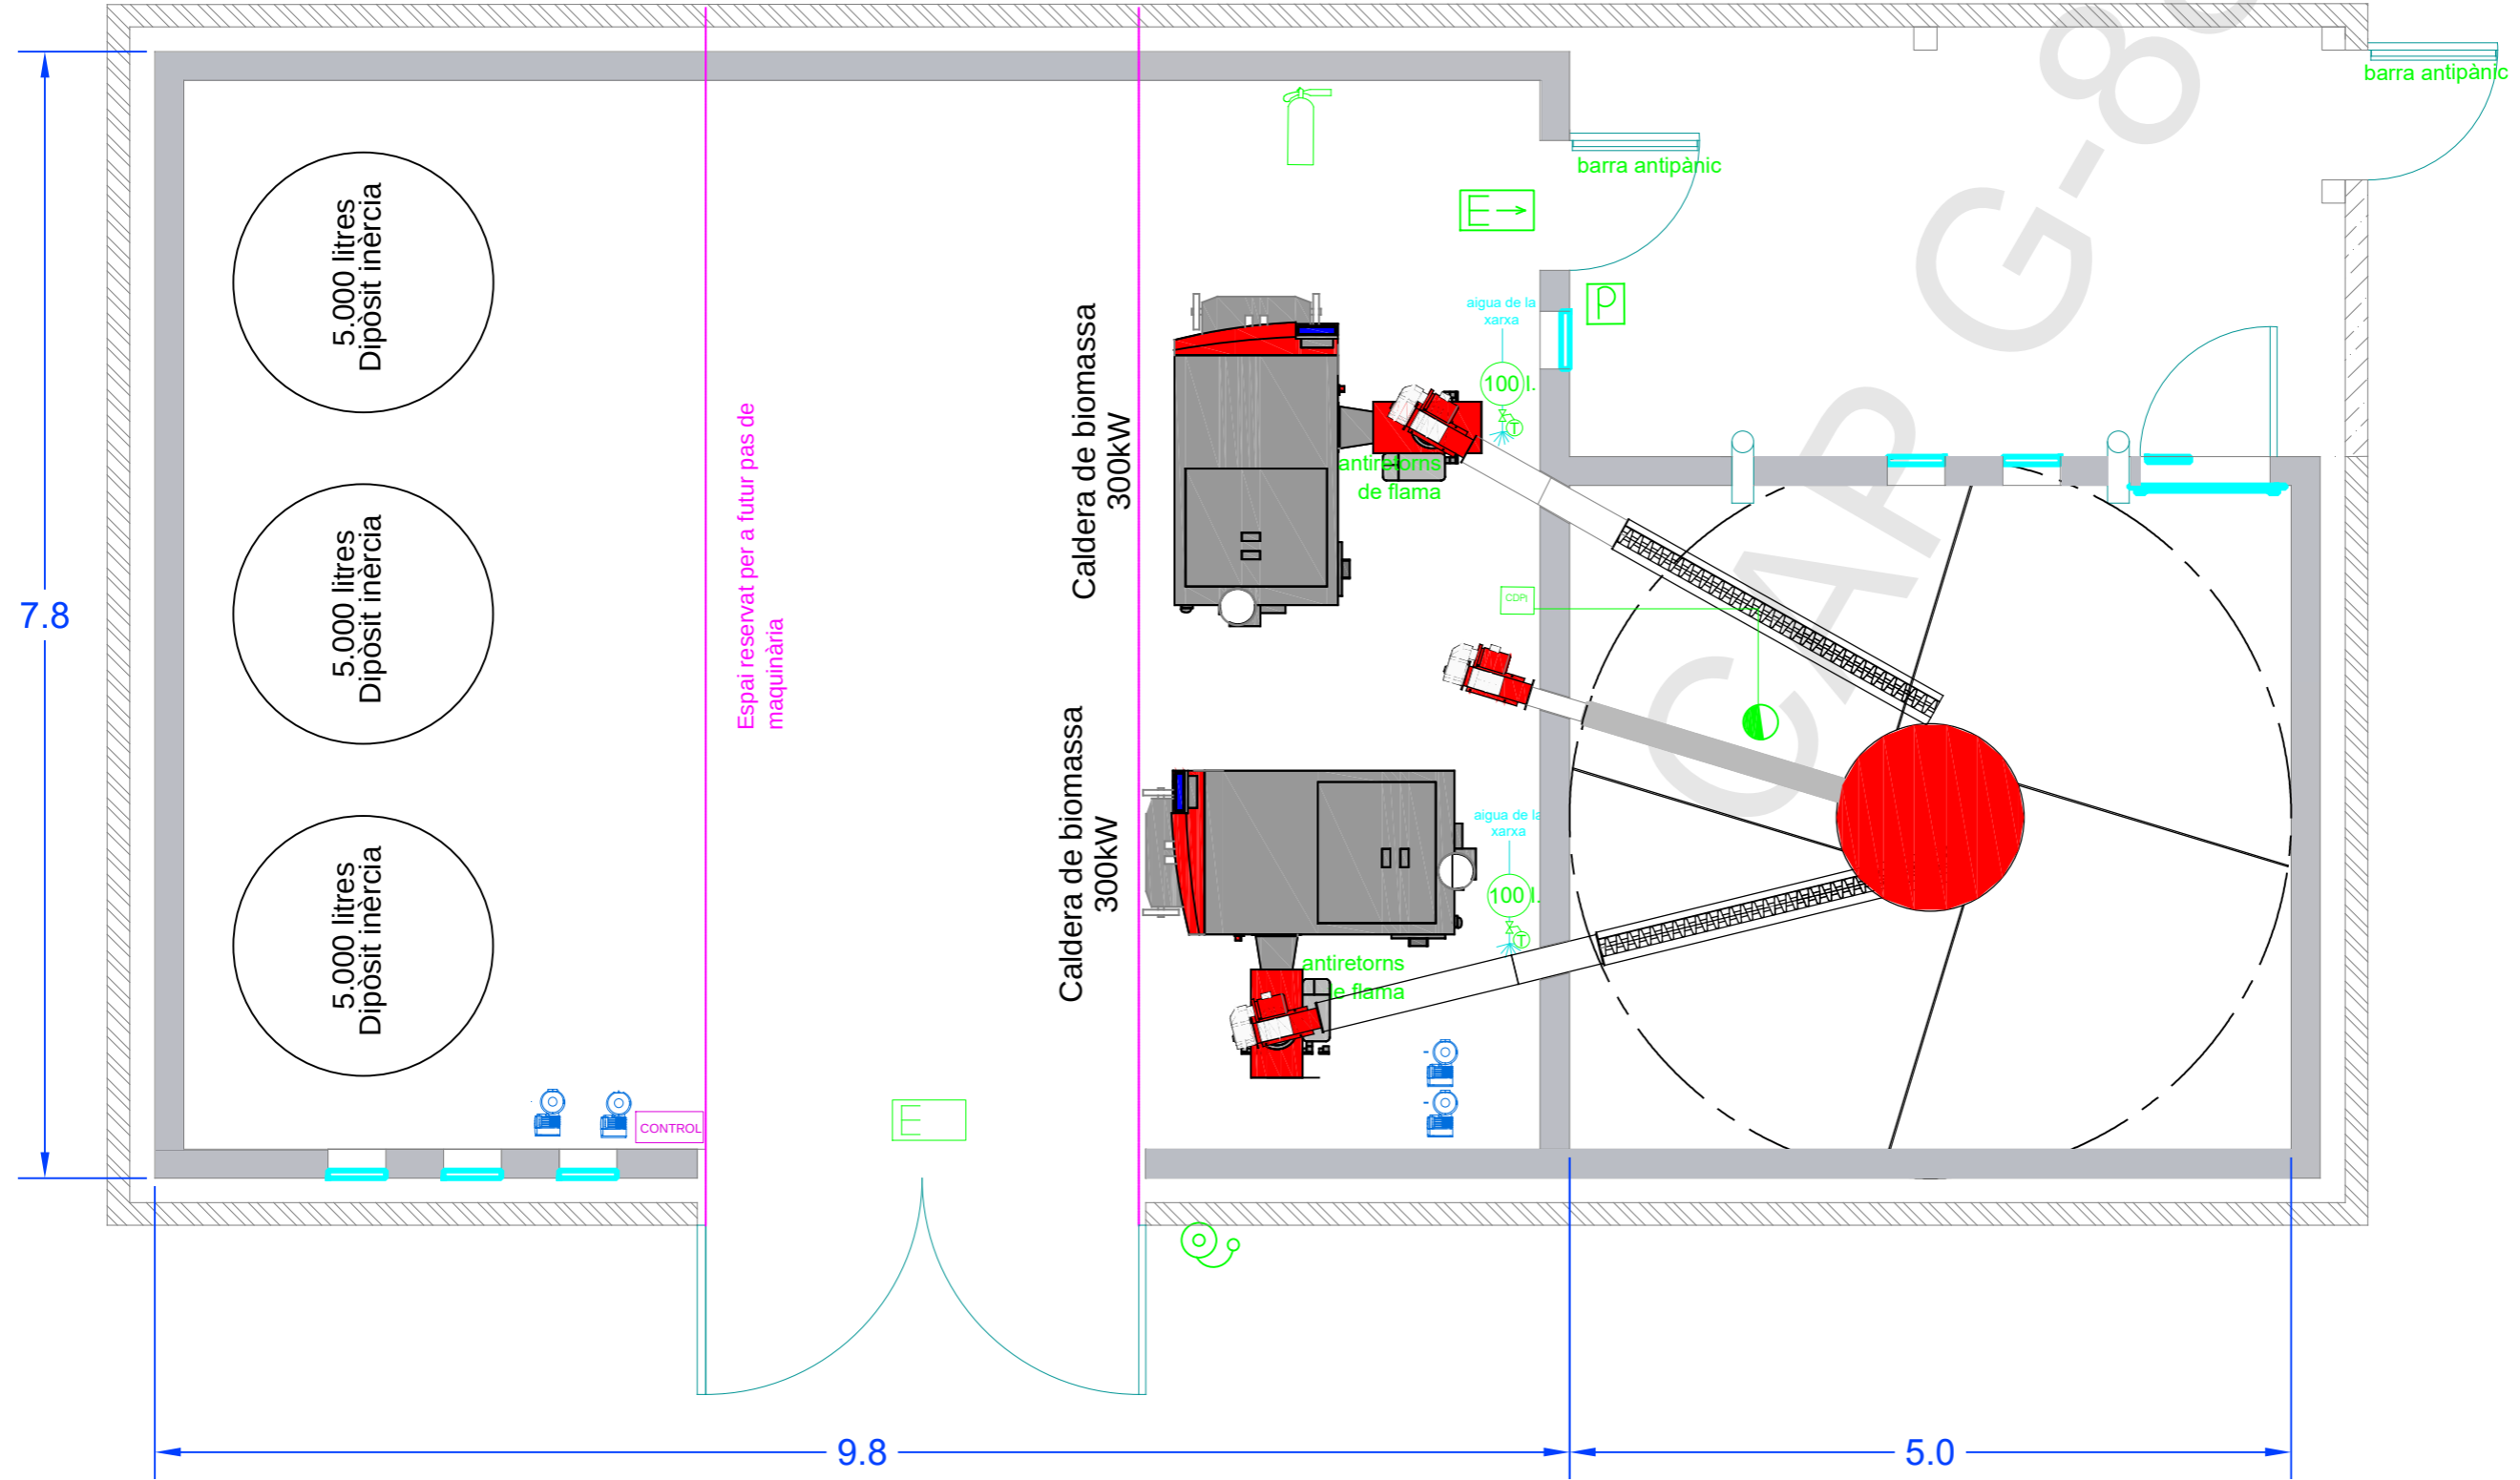 barra antipànic
barra antipànic
E
P
5.000 litres
Dipòsit inèrcia
5.000 litres
Dipòsit inèrcia
5.000 litres
Dipòsit inèrcia
Espai reservat per a futur pas de
maquinària
Caldera de biomassa
300kW
Caldera de biomassa
300kW
aigua de la
xarxa
100 l.
T
antiretorns
de flama
CDPI
aigua de la
xarxa
100 l.
T
antiretorns
de flama
CONTROL
E
7.8
9.8
5.0
CAP G-8